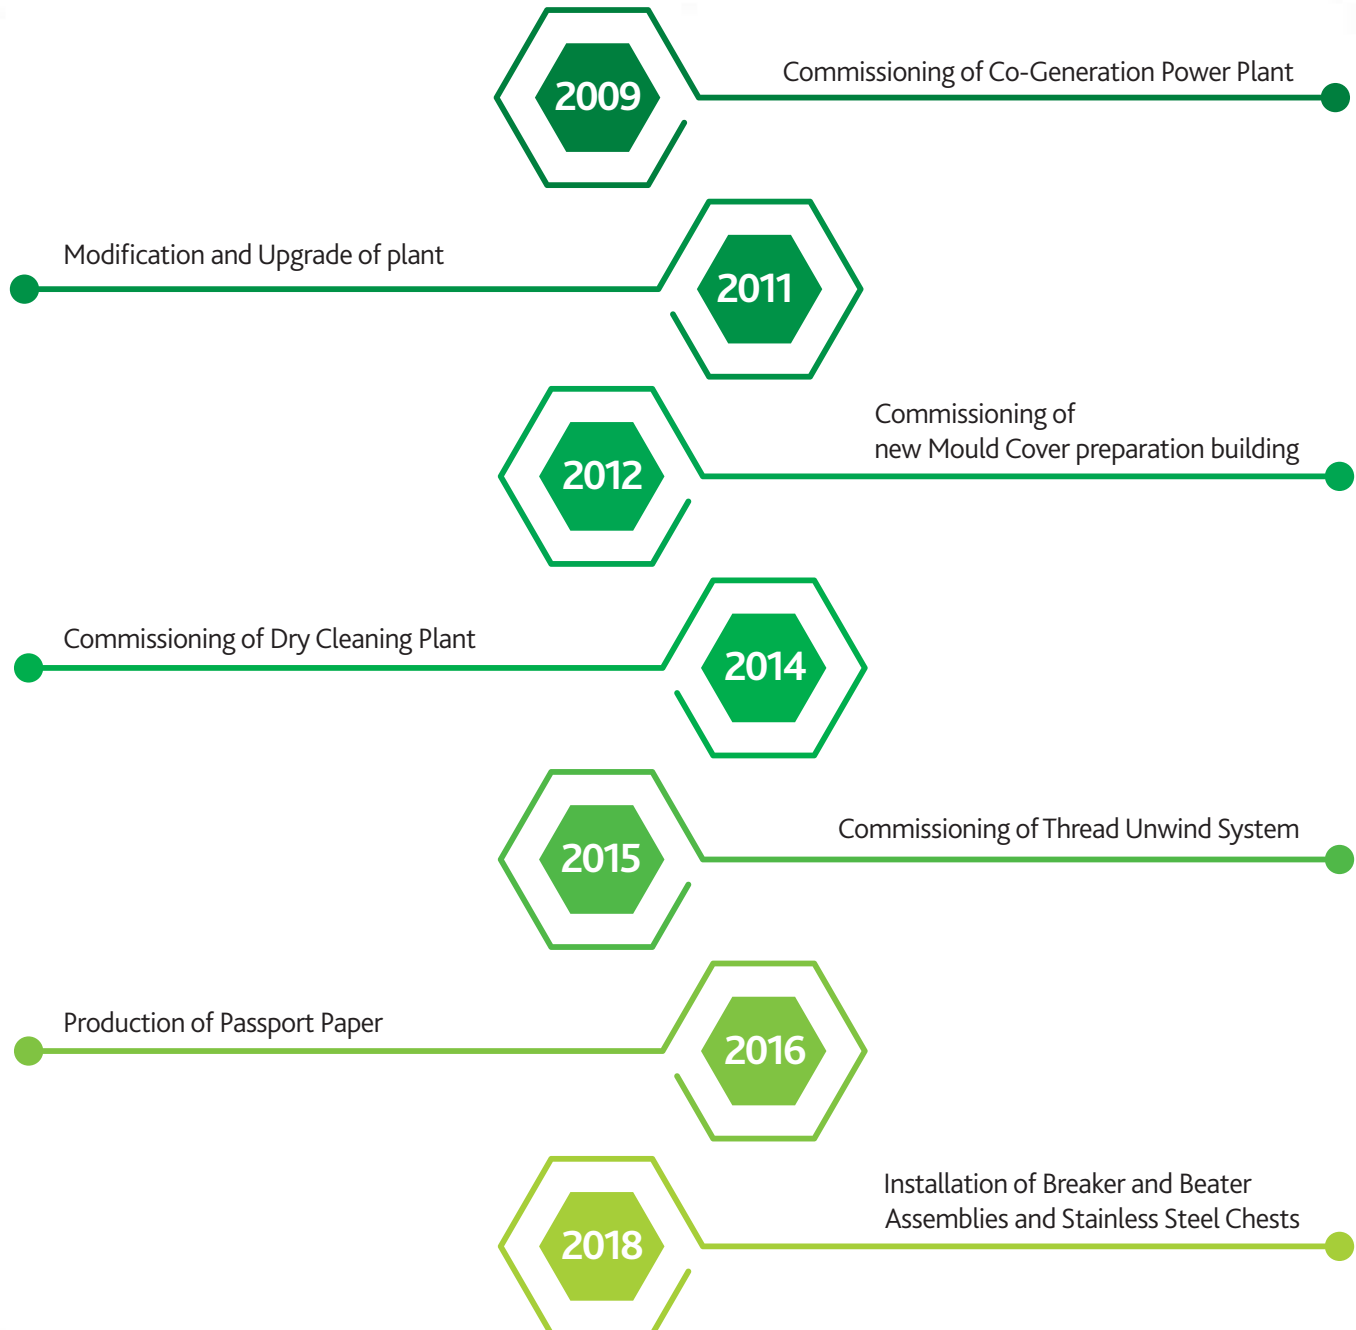 2009
Commissioning of Co-Generation Power Plant
Modification and Upgrade of plant
2011
2012
Commissioning of
new Mould Cover preparation building
Commissioning of Dry Cleaning Plant
2014
2015
Commissioning of Thread Unwind System
Production of Passport Paper
2016
2018
Installation of Breaker and Beater
Assemblies and Stainless Steel Chests